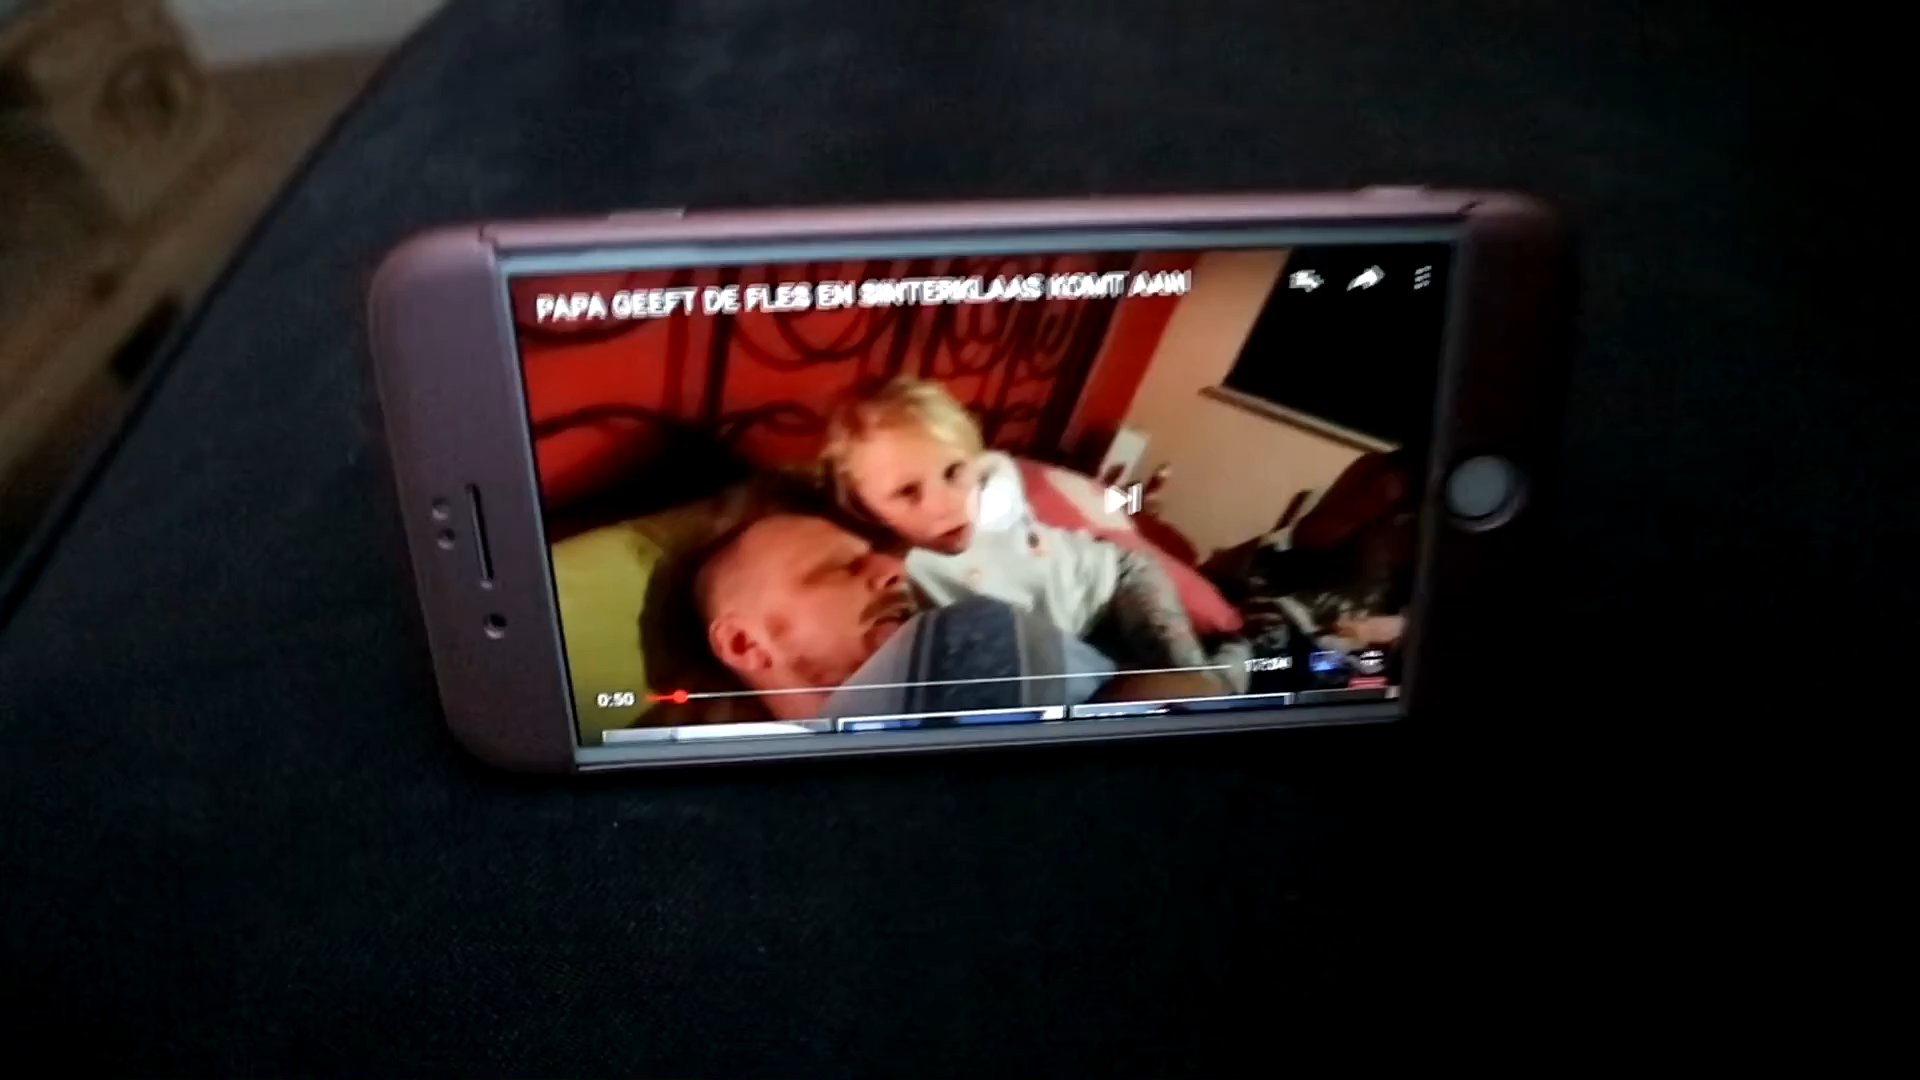 PAPA GEEFT DE FLES EN SINTERKLAAS KOMT AAN
0:50